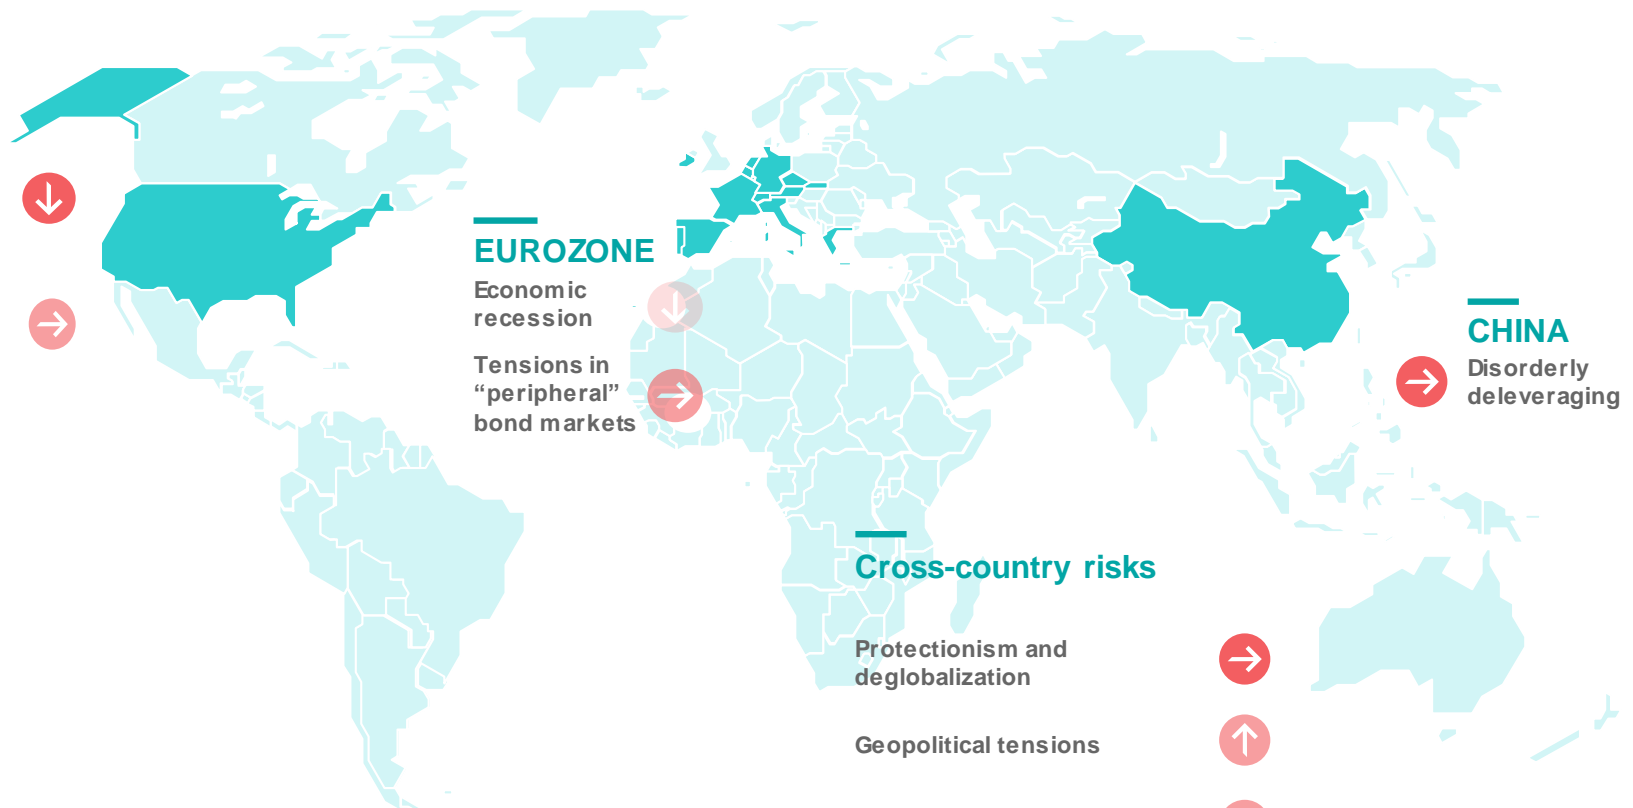 EUROZONE
Economic
recession
Tensions in
“peripheral”
bond markets
CHINA
Disorderly
deleveraging
Cross-country risks
Protectionism and
deglobalization
Geopolitical tensions